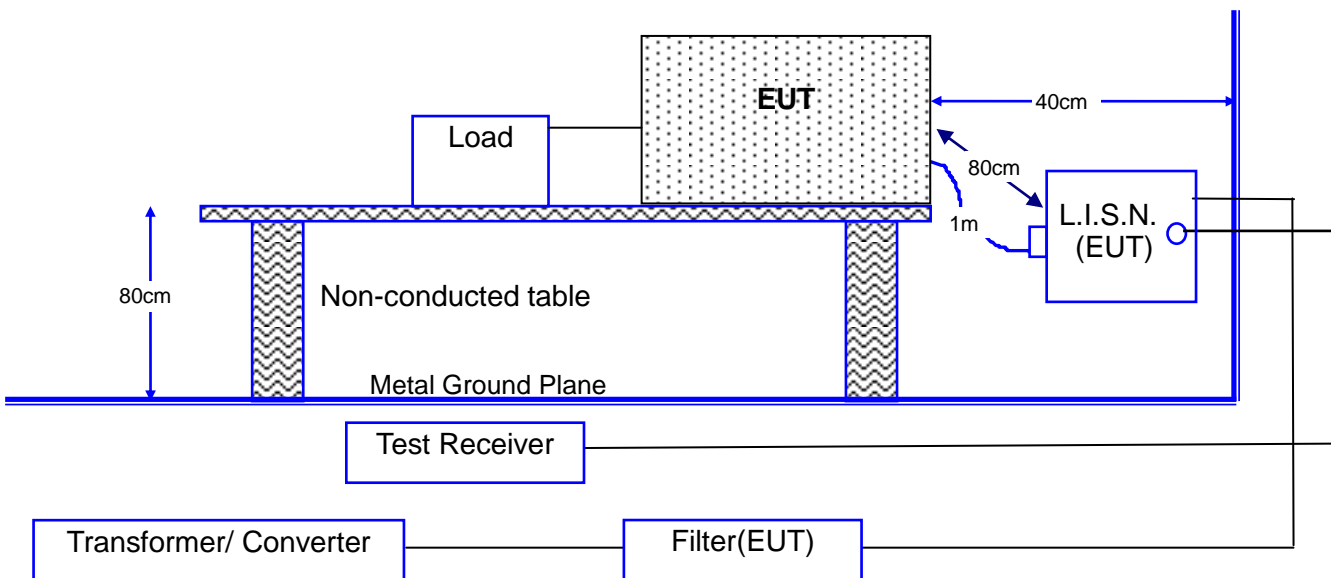 EUT
40cm
Load
80cm
L.I.S.N.
(EUT)
1m
80cm
Non-conducted table
Metal Ground Plane
Test Receiver
Transformer/ Converter
Filter(EUT)